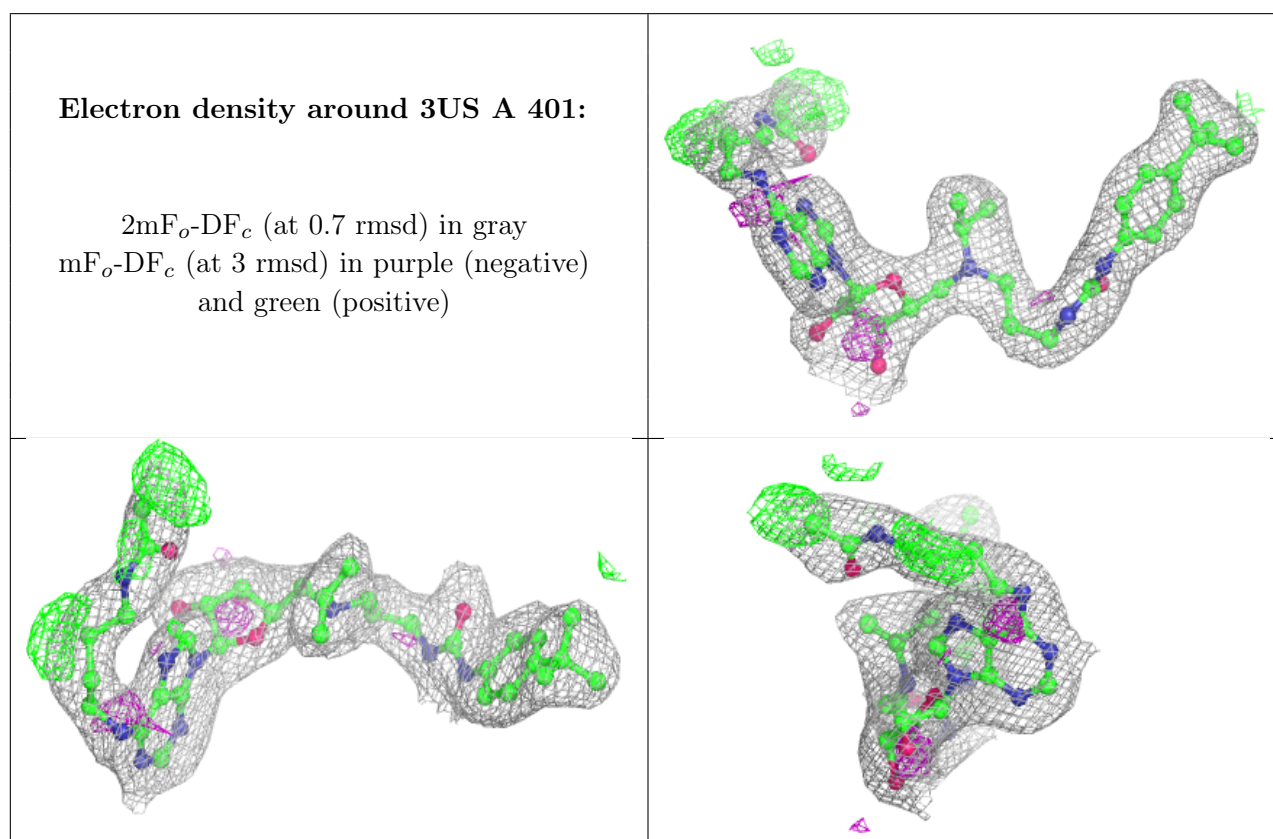 Electron density around 3US A 401:
2mFo-DFc (at 0.7 rmsd) in gray
mFo-DFc (at 3 rmsd) in purple (negative)
and green (positive)